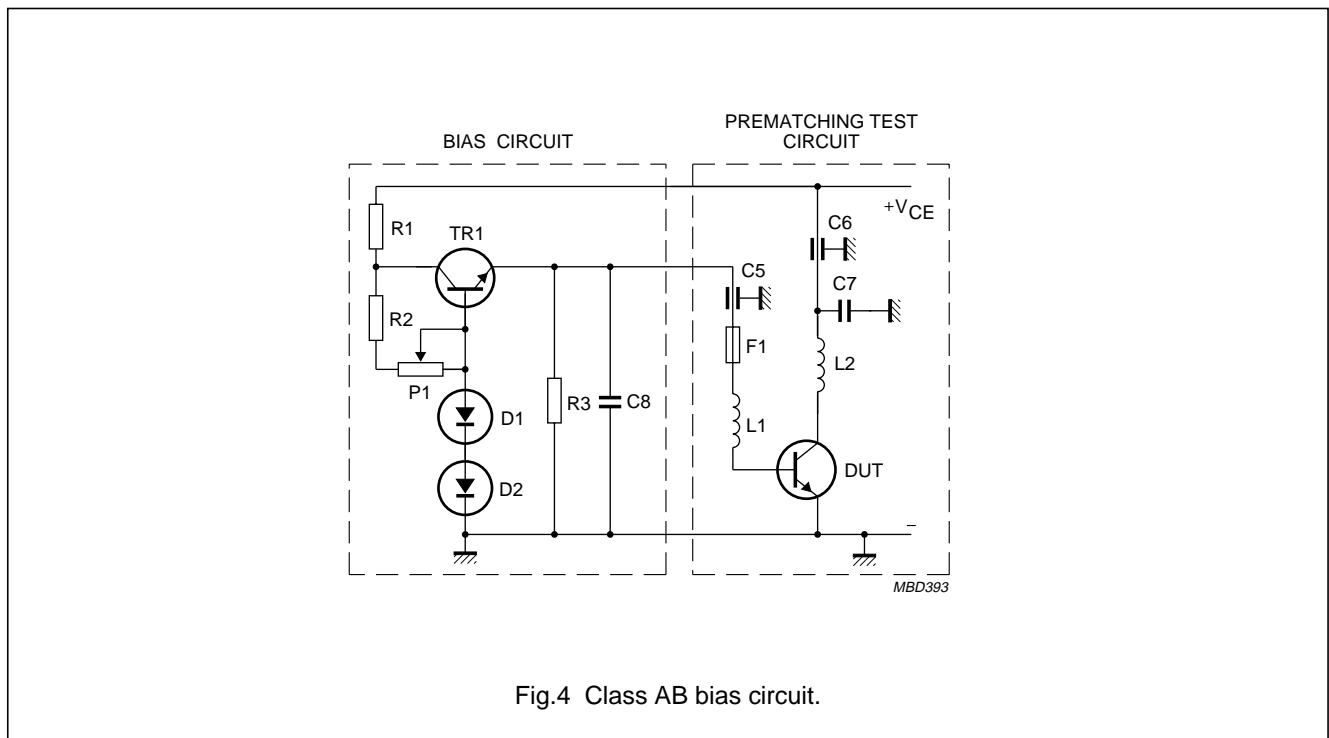 BIAS CIRCUIT
PREMATCHING TEST
CIRCUIT
+VCE
R1
TR1
C6
C5
C7
R2
F1
L2
P1
D1
R3
C8
L1
DUT
D2
–
MBD393
Fig.4 Class AB bias circuit.